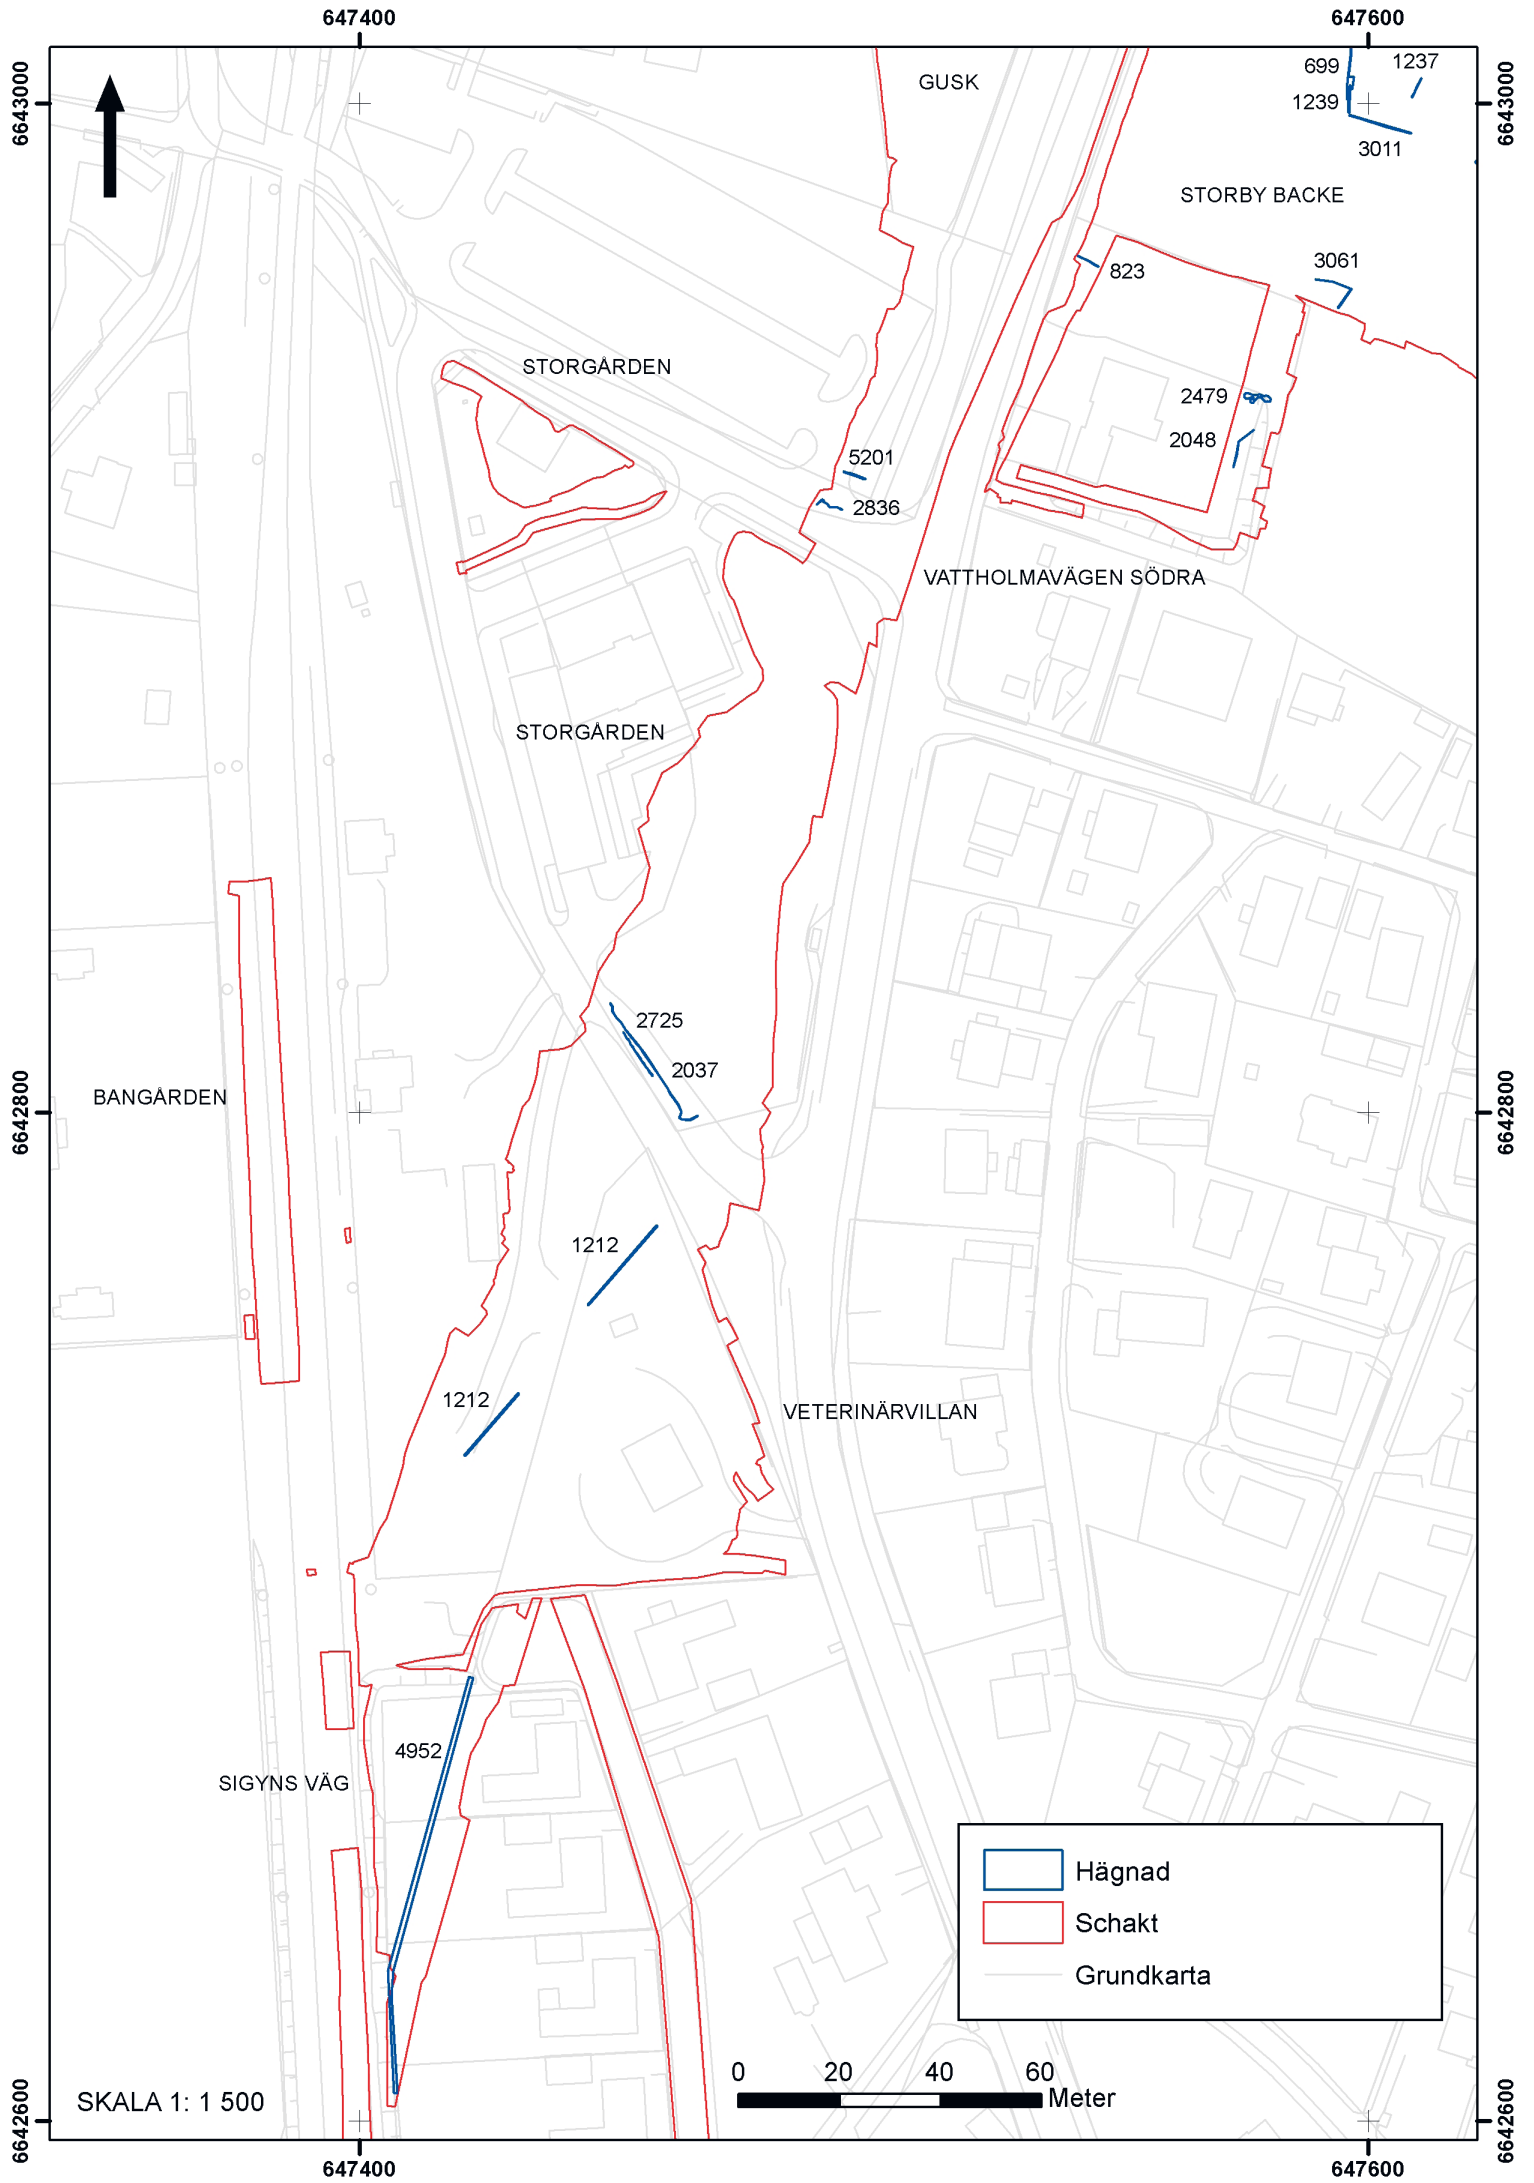 647400
647600
6643000
6643000
GUSK
699
1237
1239
3011
STORBY BACKE
823
3061
STORGÅRDEN
2479
2048
5201
2836
VATTHOLMAVÄGEN SÖDRA
STORGÅRDEN
2725
2037
BANGÅRDEN
6642800
6642800
1212
1212
VETERINÄRVILLAN
4952
SIGYNS VÄG
Hägnad
Schakt
Grundkarta
0 20 40 60
Meter
SKALA 1: 1 500
6642600
6642600
647400
647600